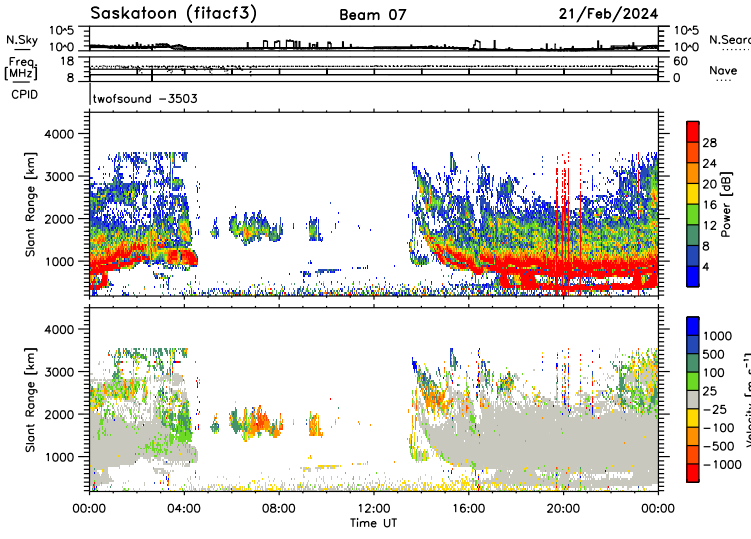 Saskatoon (fitacf3) Beam 07 21/Feb/2024
N.Sky 10^5 10^0 10^5 10^0 N.Searc
Freq. [MHz] 18 8 60 0 Nave
CPID twofsound -3503
Slant Range [km] 4000 3000 2000 1000
28 24 20 16 12 8 4 Power [dB]
Slant Range [km] 4000 3000 2000 1000
1000 500 100 25 -25 -100 -500 -1000 Velocity [m s^-1]
00:00 04:00 08:00 12:00 16:00 20:00 00:00
Time UT